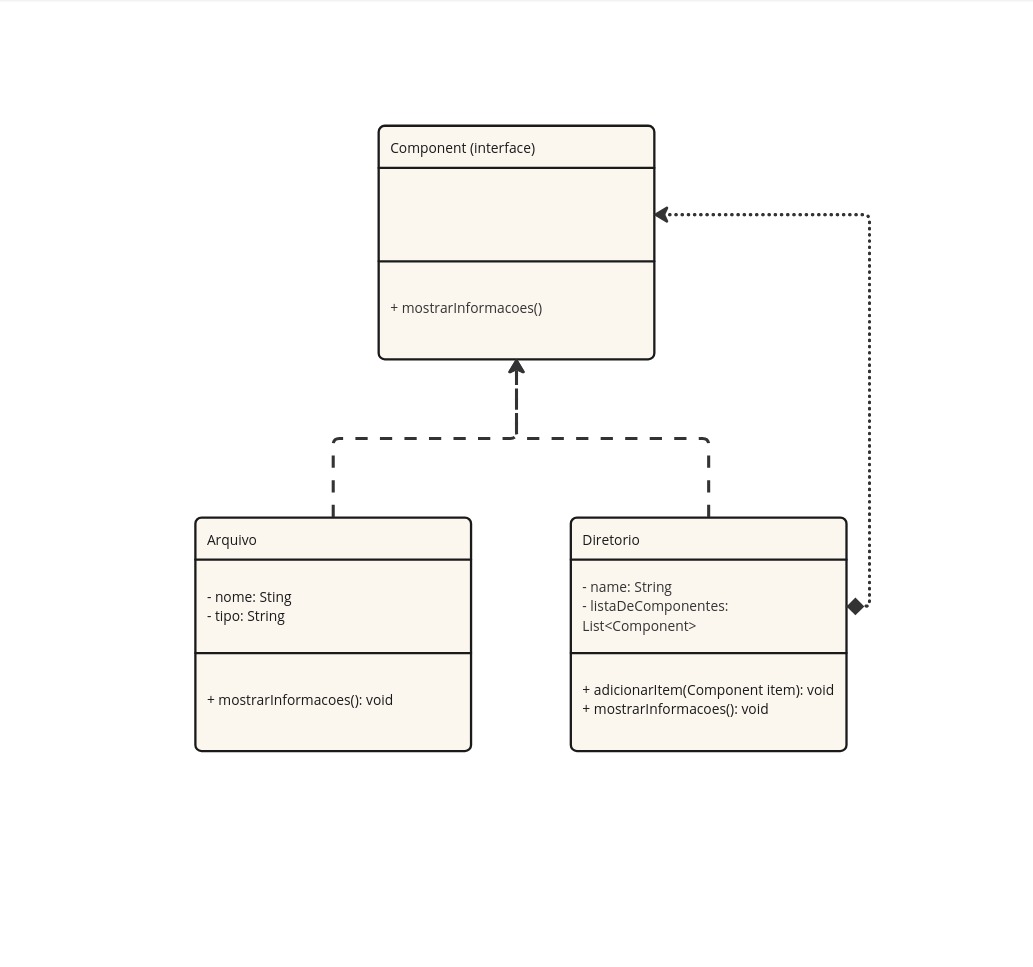 Component (interface)
+ mostrarInformacoes()
Arquivo
- nome: Sting
- tipo: String
+ mostrarInformacoes(): void
Diretorio
- name: String
- listaDeComponentes:
List<Component>
+ adicionarItem(Component item): void
+ mostrarInformacoes(): void